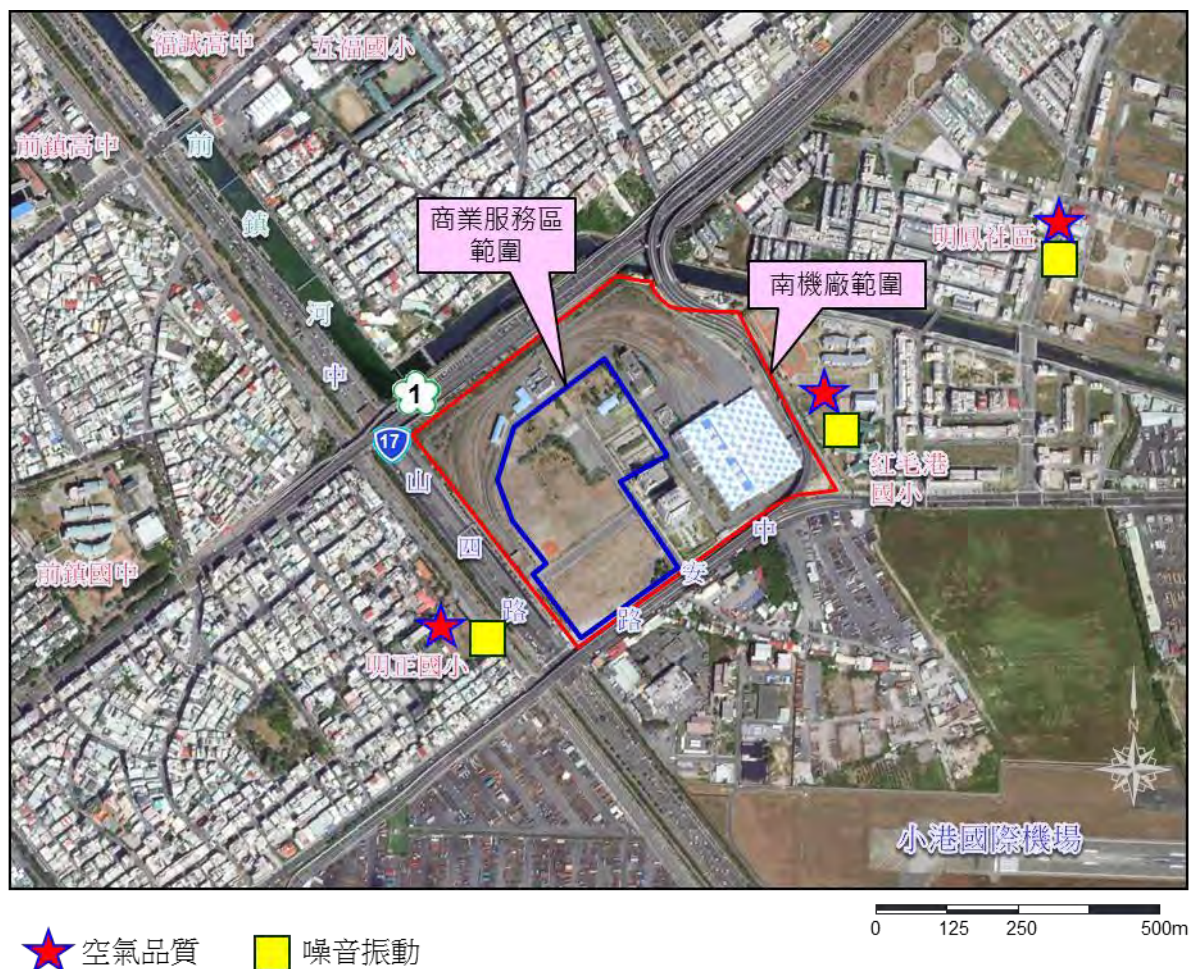 福誠高中
五福國小
前鎮高中
前
鎮
河
商業服務區
範圍
南機廠範圍
明鳳社區
1
17
中
山
四
路
紅毛港
國小
前鎮國中
中
安
路
明正國小
N
小港國際機場
空氣品質
噪音振動
0 125 250 500m